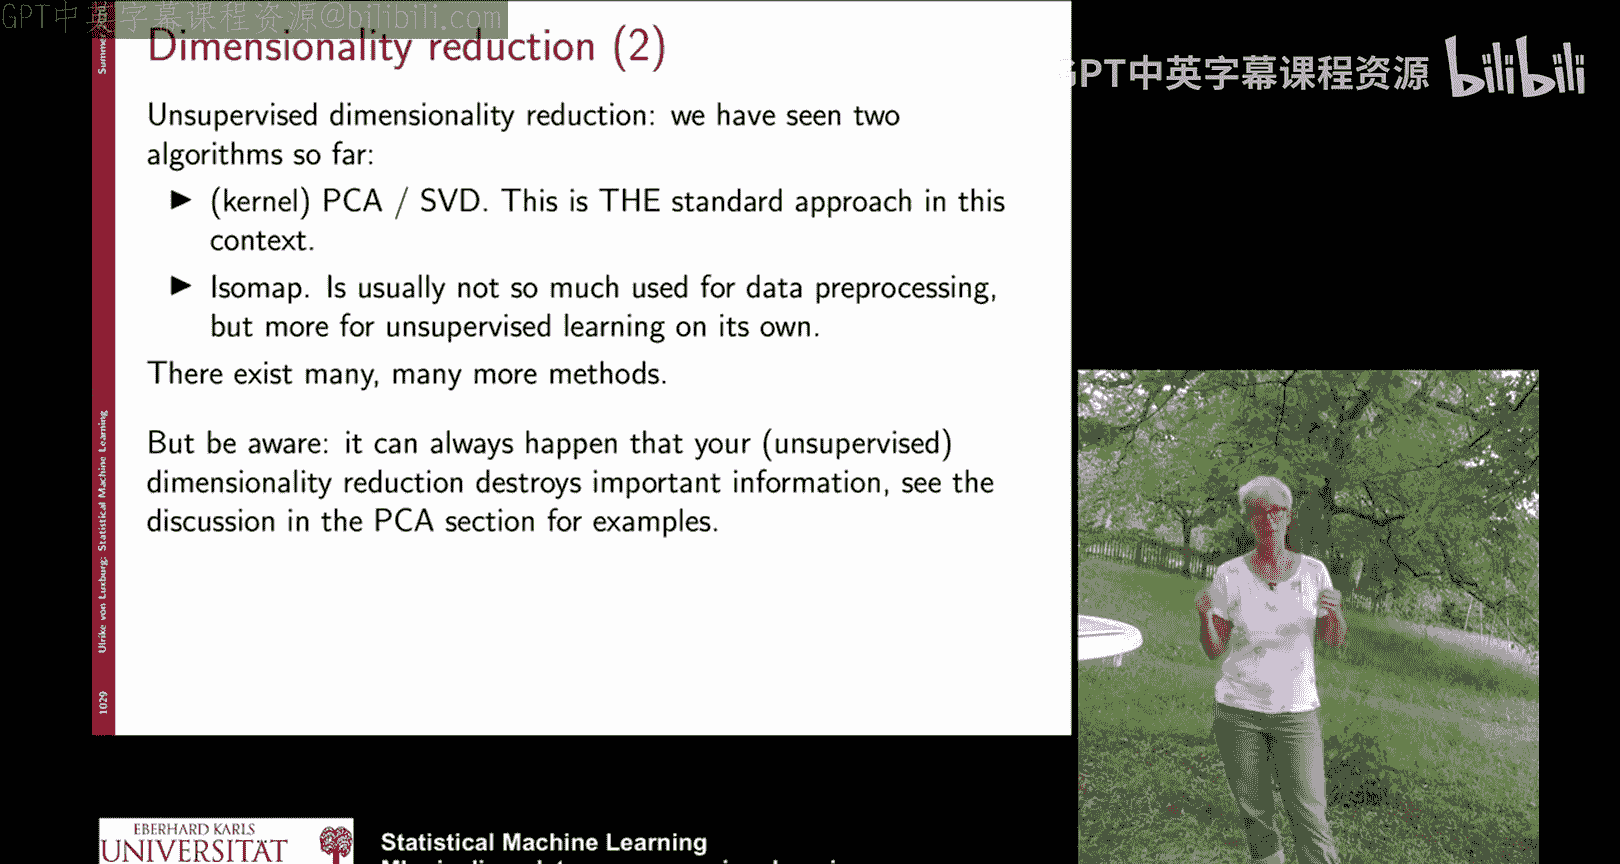 GPT中英字幕课程资源@bilibili.com
Dimensionality reduction (2)
GPT中英字幕课程资源 bilibili
Unsupervised dimensionality reduction: we have seen two
algorithms so far:
▶ (kernel) PCA / SVD. This is THE standard approach in this
context.
▶ Isomap. Is usually not so much used for data preprocessing,
but more for unsupervised learning on its own.
There exist many, many more methods.
But be aware: it can always happen that your (unsupervised)
dimensionality reduction destroys important information, see the
discussion in the PCA section for examples.
Ulrike von Luxburg: Statistical Machine Learning
1029
EBERHARD KARLS
UNIVERSITÄT
Statistical Machine Learning